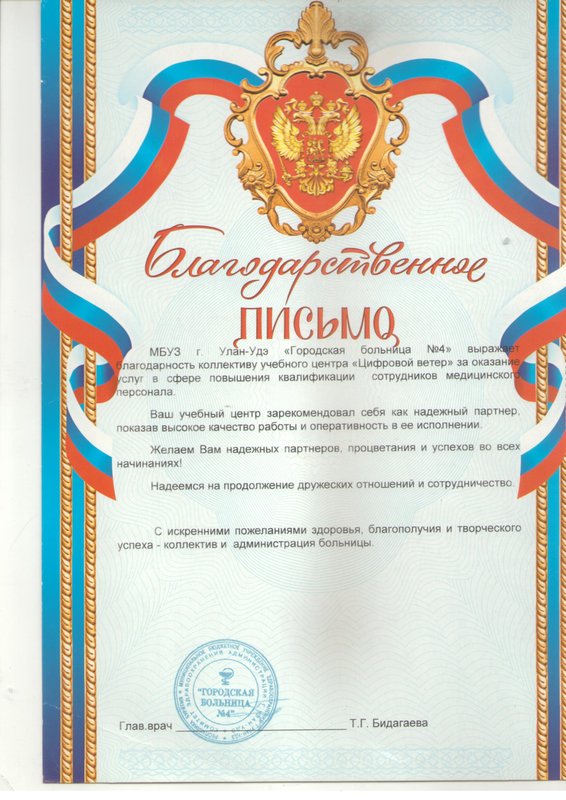 Благодарственное
ПИСЬМО
МБУЗ г. Улан-Удэ «Городская больница №4» выражает
благодарность коллективу учебного центра «Цифровой ветер» за оказание
услуг в сфере повышения квалификации сотрудников медицинского
персонала.
Ваш учебный центр зарекомендовал себя как надежный партнер,
показав высокое качество работы и оперативность в ее исполнении.
Желаем Вам надежных партнеров, процветания и успехов во всех
начинаниях!
Надеемся на продолжение дружеских отношений и сотрудничество.
С искренними пожеланиями здоровья, благополучия и творческого
успеха - коллектив и администрация больницы.
"ГОРОДСКАЯ
БОЛЬНИЦА
№4"
Глав.врач Т.Г. Бидагаева